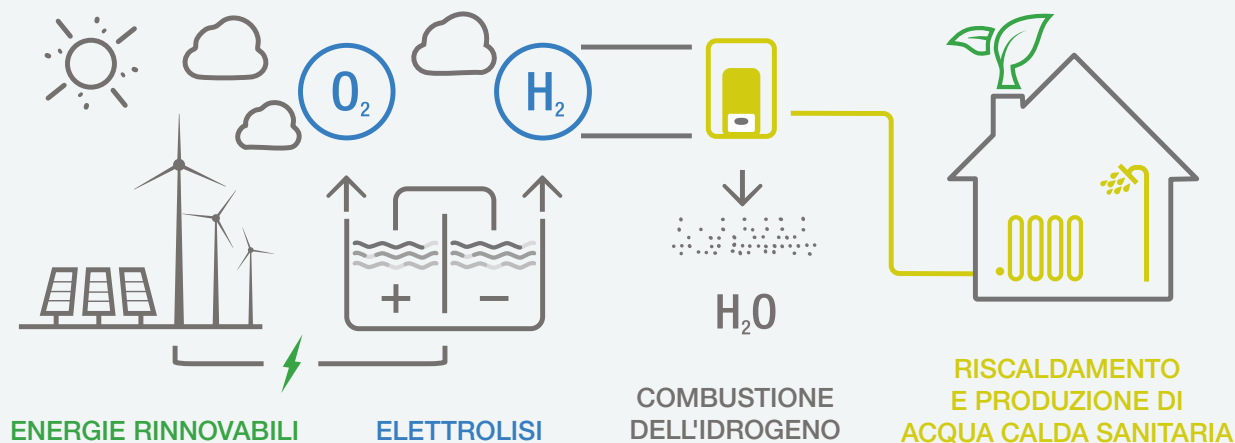 O₂
H₂
+
−
H₂O
ENERGIE RINNOVABILI
ELETTROLISI
COMBUSTIONE
DELL'IDROGENO
RISCALDAMENTO
E PRODUZIONE DI
ACQUA CALDA SANITARIA